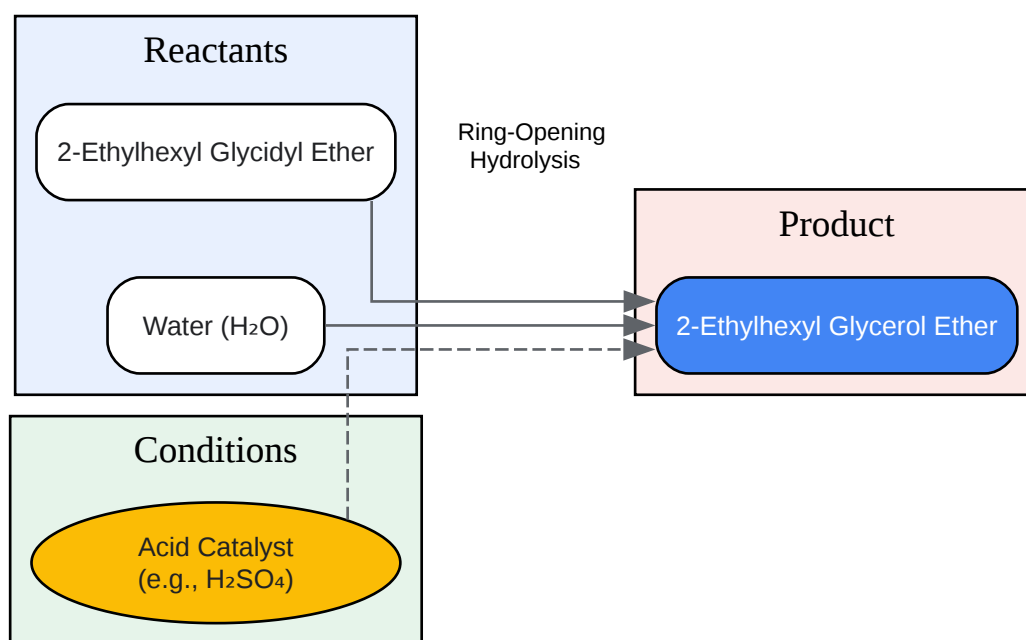 Reactants
2-Ethylhexyl Glycidyl Ether
Water (H₂O)
Ring-Opening
Hydrolysis
Product
2-Ethylhexyl Glycerol Ether
Conditions
Acid Catalyst
(e.g., H₂SO₄)